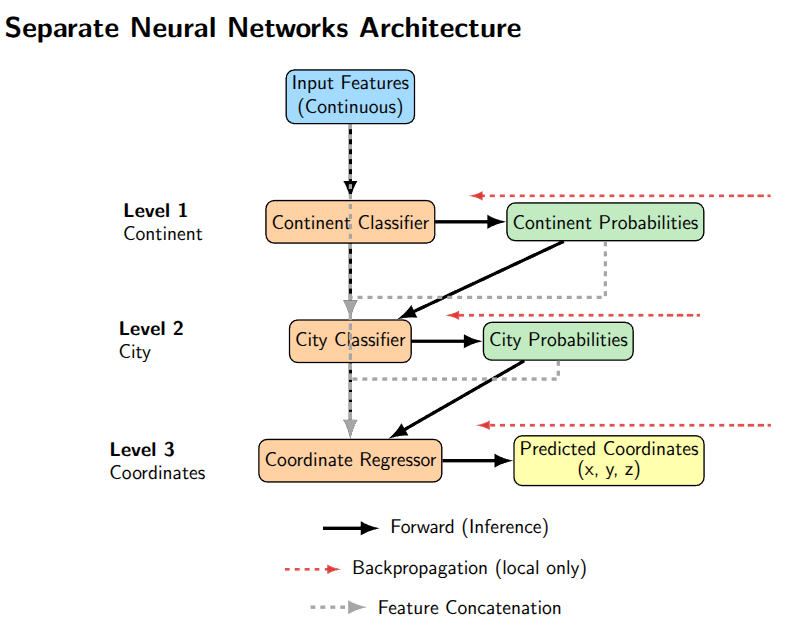 Separate Neural Networks Architecture
Input Features
(Continuous)
Level 1
Continent
Continent Classifier
Continent Probabilities
Level 2
City
City Classifier
City Probabilities
Level 3
Coordinates
Coordinate Regressor
Predicted Coordinates
(x, y, z)
Forward (Inference)
Backpropagation (local only)
Feature Concatenation